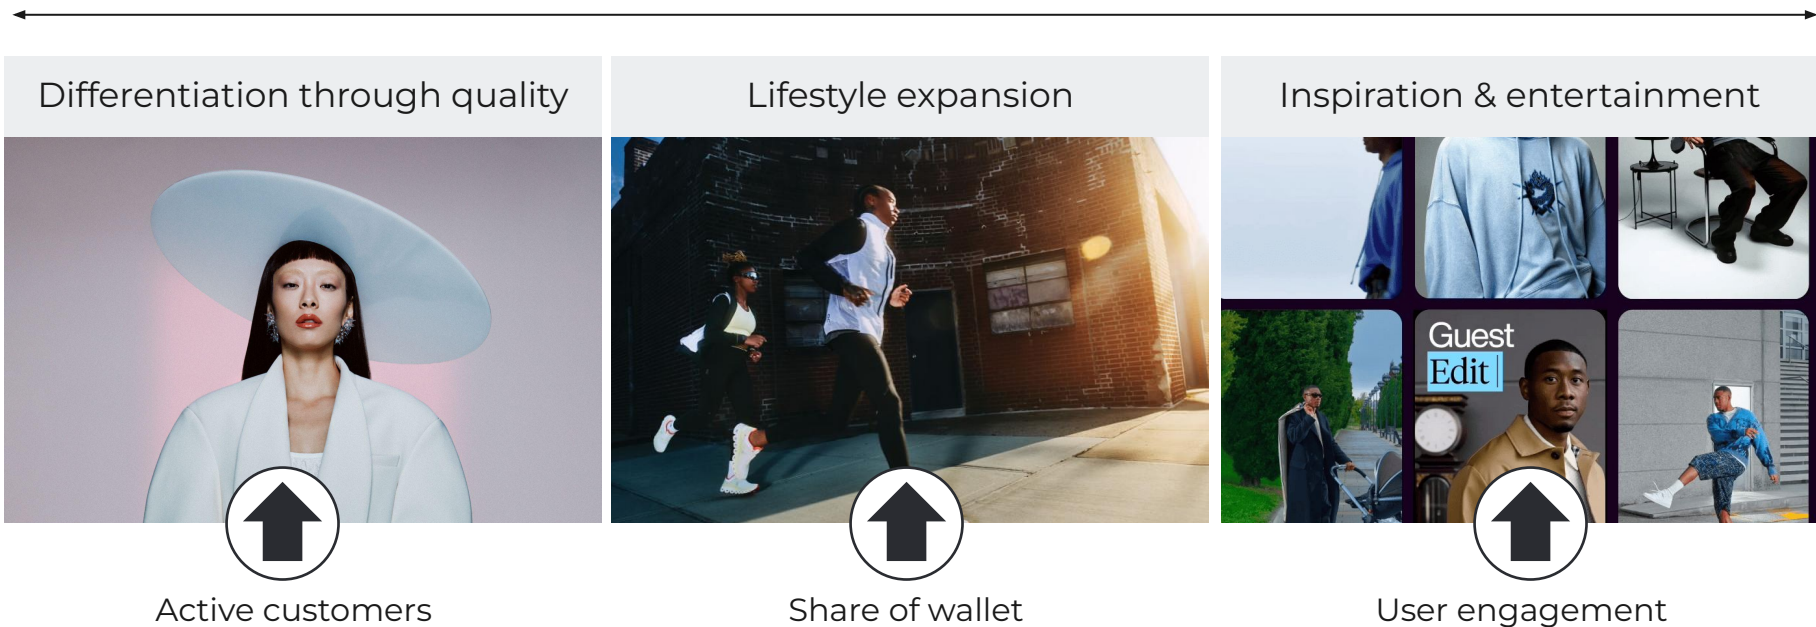 Differentiation through quality
Lifestyle expansion
Inspiration & entertainment
Guest
Edit
Active customers
Share of wallet
User engagement